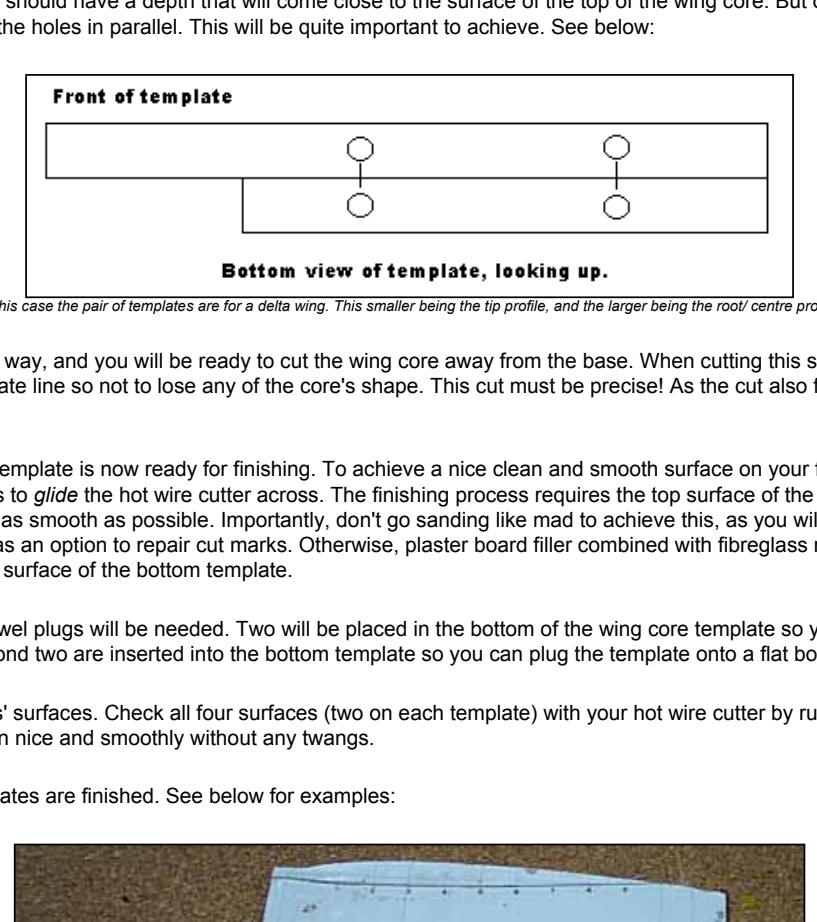 should have a depth that will come close to the surface of the top of the wing core. But
the holes in parallel. This will be quite important to achieve. See below:
Front of template
Bottom view of template, looking up.
his case the pair of templates are for a delta wing. This smaller being the tip profile, and the larger being the root/ centre pro
way, and you will be ready to cut the wing core away from the base. When cutting this s
ate line so not to lose any of the core's shape. This cut must be precise! As the cut also f
emplate is now ready for finishing. To achieve a nice clean and smooth surface on your
s to glide the hot wire cutter across. The finishing process requires the top surface of the
as smooth as possible. Importantly, don't go sanding like mad to achieve this, as you wil
as an option to repair cut marks. Otherwise, plaster board filler combined with fibreglass
surface of the bottom template.
wel plugs will be needed. Two will be placed in the bottom of the wing core template so y
ond two are inserted into the bottom template so you can plug the template onto a flat bo
s' surfaces. Check all four surfaces (two on each template) with your hot wire cutter by ru
n nice and smoothly without any twangs.
ates are finished. See below for examples: